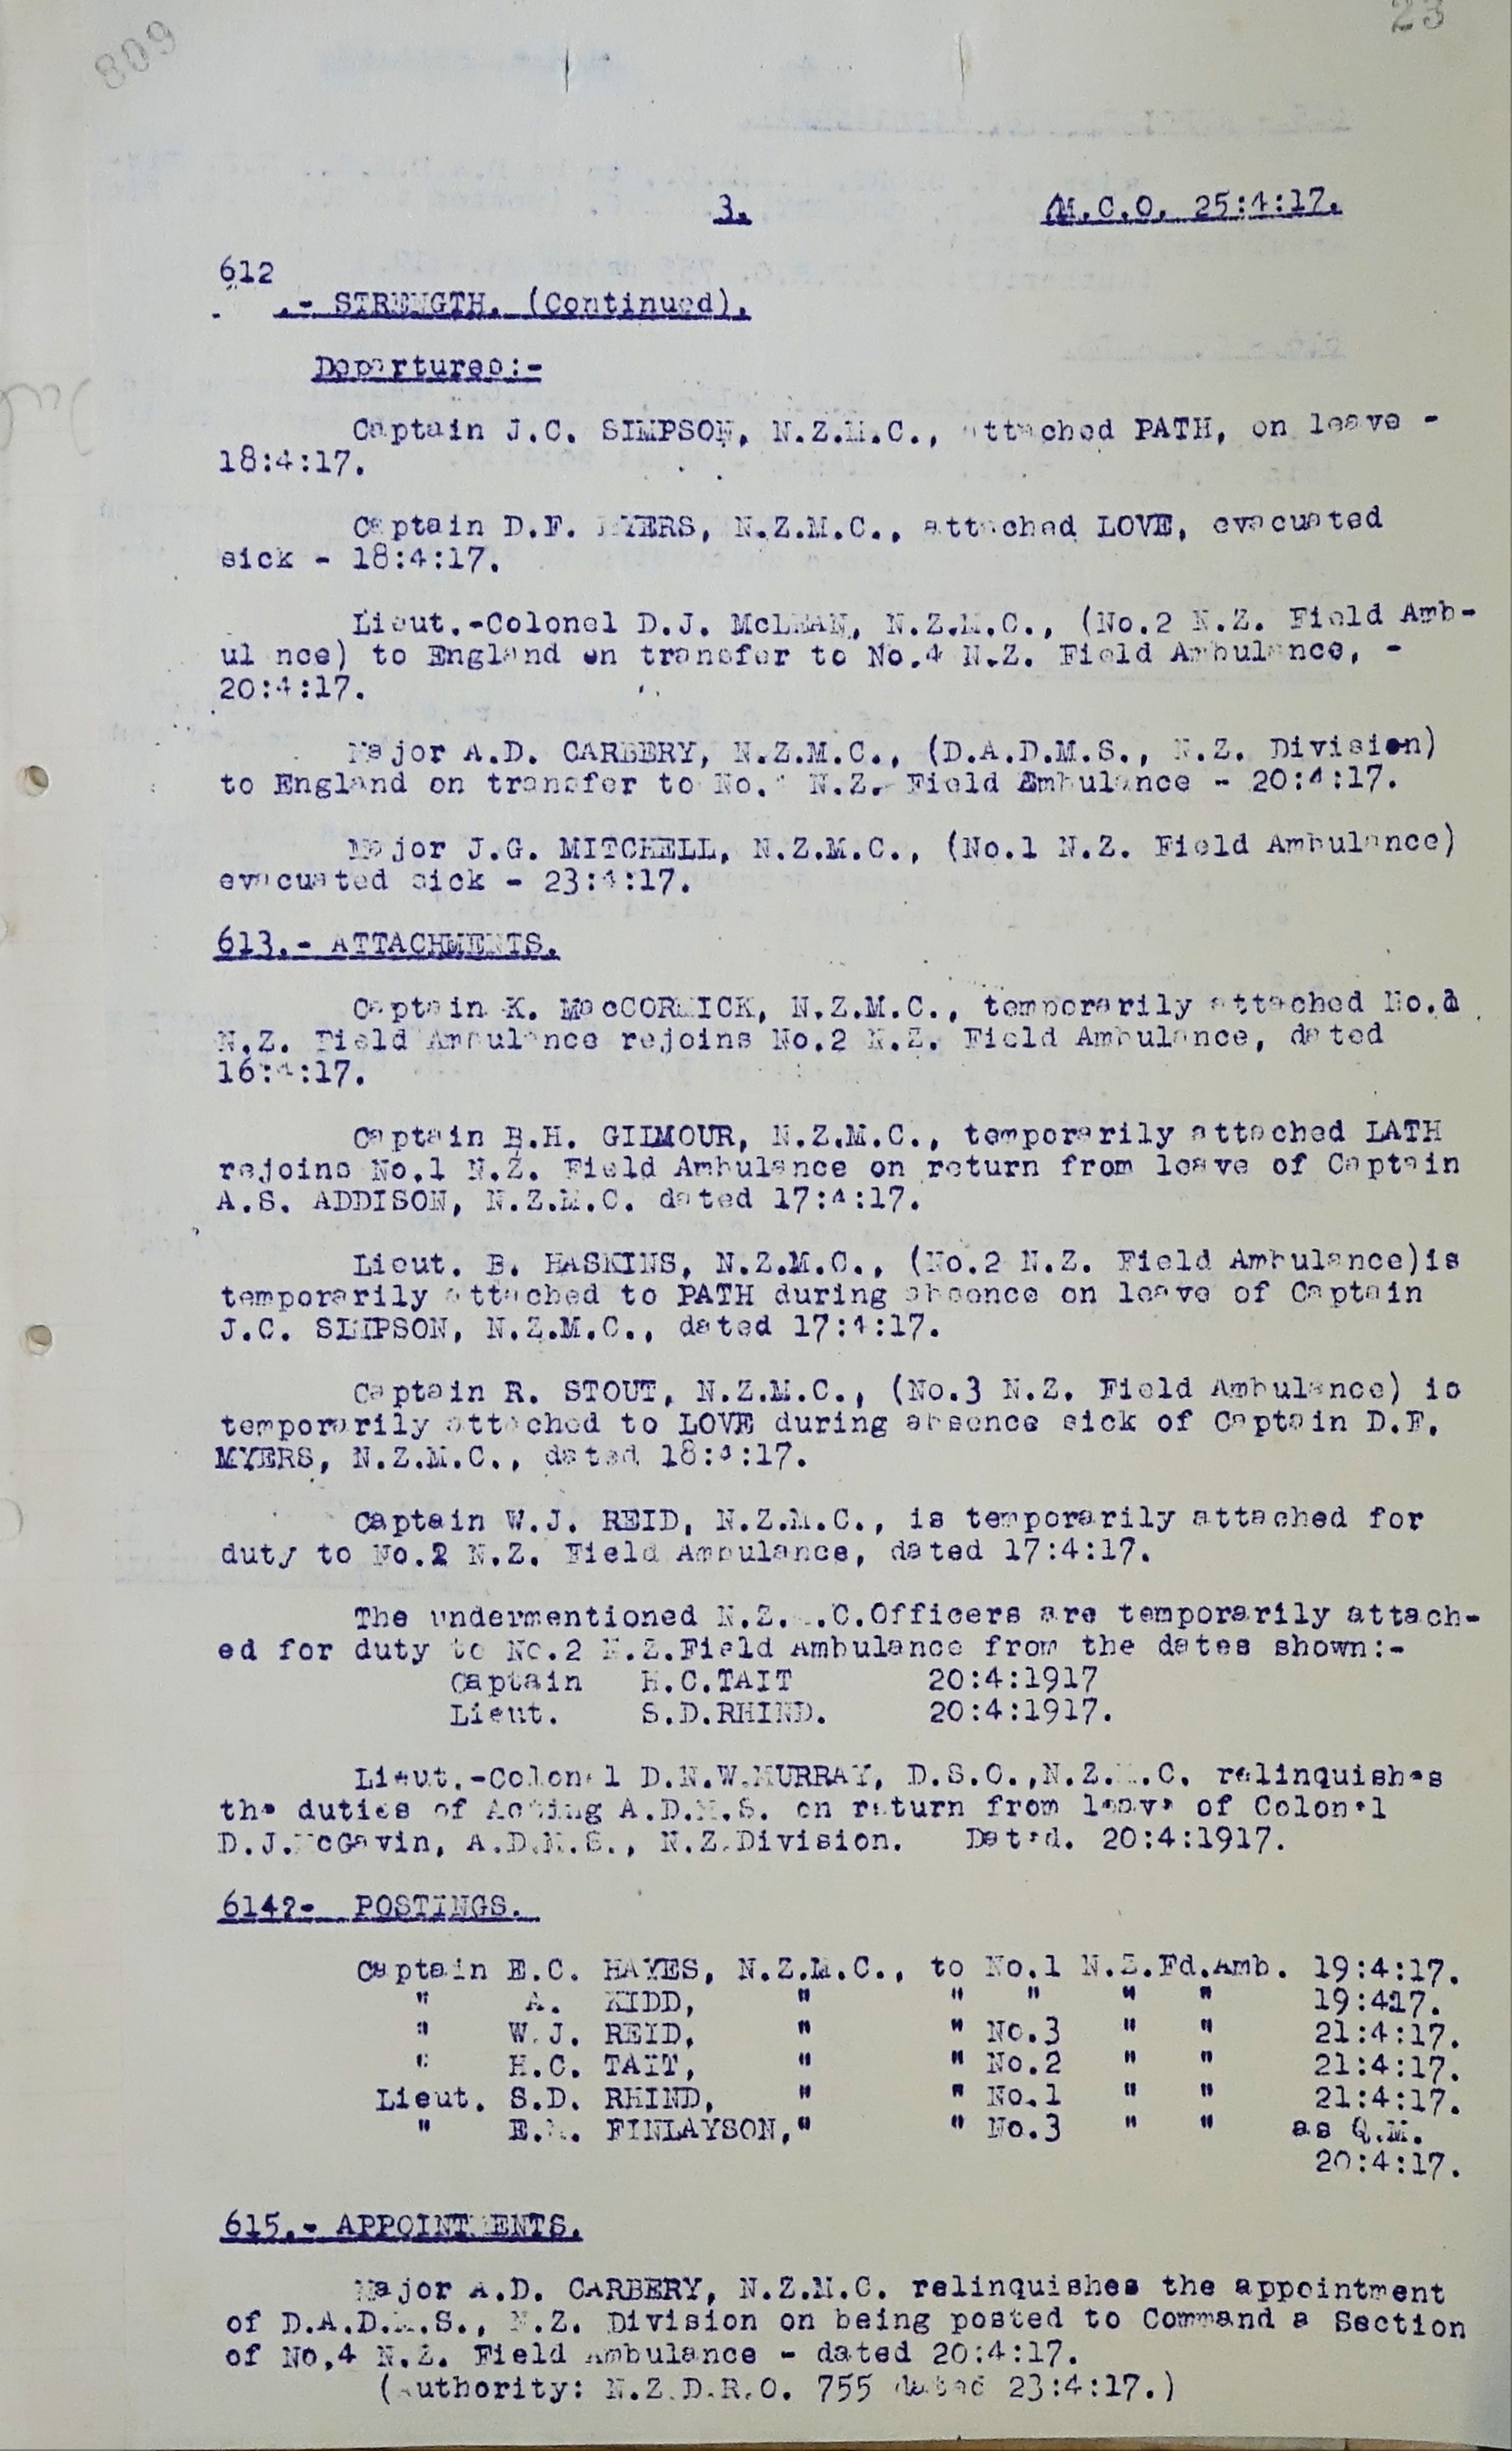 809
23
3.
M.C.O. 25:4:17.
612
.- STRENGTH. (Continued).
Departures:-
Captain J.C. SIMPSON, N.Z.M.C., attached PATH, on leave -
18:4:17.
Captain D.F. MYERS, N.Z.M.C., attached LOVE, evacuated
sick - 18:4:17.
Lieut.-Colonel D.J. McLEAN, N.Z.M.C., (No.2 N.Z. Field Amb-
ulance) to England on transfer to No.4 N.Z. Field Ambulance, -
20:4:17.
Major A.D. CARBERY, N.Z.M.C., (D.A.D.M.S., N.Z. Division)
to England on transfer to No. N.Z. Field Ambulance - 20:4:17.
Major J.G. MITCHELL, N.Z.M.C., (No.1 N.Z. Field Ambulance)
evacuated sick - 23:4:17.
613.- ATTACHMENTS.
Captain K. MacCORMICK, N.Z.M.C., temporarily attached
N.Z. Field Ambulance rejoins No.2 N.Z. Field Ambulance, dated
16:4:17.
Captain B.H. GILMOUR, N.Z.M.C., temporarily attached LATH
rejoins No.1 N.Z. Field Ambulance on return from leave of Captain
A.S. ADDISON, N.Z.M.C. dated 17:4:17.
Lieut. B. HASKINS, N.Z.M.C., (No.2 N.Z. Field Ambulance)is
temporarily attached to PATH during absence on leave of Captain
J.C. SIMPSON, N.Z.M.C., dated 17:4:17.
Captain R. STOUT, N.Z.M.C., (No.3 N.Z. Field Ambulance) is
temporarily attached to LOVE during absence sick of Captain D.F.
MYERS, N.Z.M.C., dated 18:4:17.
Captain W.J. REID, N.Z.M.C., is temporarily attached for
duty to No.2 N.Z. Field Ambulance, dated 17:4:17.
The undermentioned N.Z.M.C.Officers are temporarily attach-
ed for duty to No.2 N.Z.Field Ambulance from the dates shown:-
Captain H.C.TAIT 20:4:1917
Lieut. S.D.RHIND. 20:4:1917.
Lieut.-Colonel D.N.W.MURRAY, D.S.O.,N.Z.M.C. relinquishes
the duties of Acting A.D.M.S. on return from leave of Colonel
D.J.McGavin, A.D.M.S., N.Z.Division. Dated. 20:4:1917.
614?- POSTINGS.
Captain E.C. HAYES, N.Z.M.C., to No.1 N.Z.Fd.Amb. 19:4:17.
" A. KIDD, " " " " " 19:417.
" W.J. REID, " " No.3 " " 21:4:17.
" H.C. TAIT, " " No.2 " " 21:4:17.
Lieut. S.D. RHIND, " " No.1 " " 21:4:17.
" E. FINLAYSON," " No.3 " " as Q.M.
20:4:17.
615.- APPOINTMENTS.
Major A.D. CARBERY, N.Z.M.C. relinquishes the appointment
of D.A.D.M.S., N.Z. Division on being posted to Command a Section
of No.4 N.Z. Field Ambulance - dated 20:4:17.
(Authority: N.Z.D.R.O. 755 dated 23:4:17.)